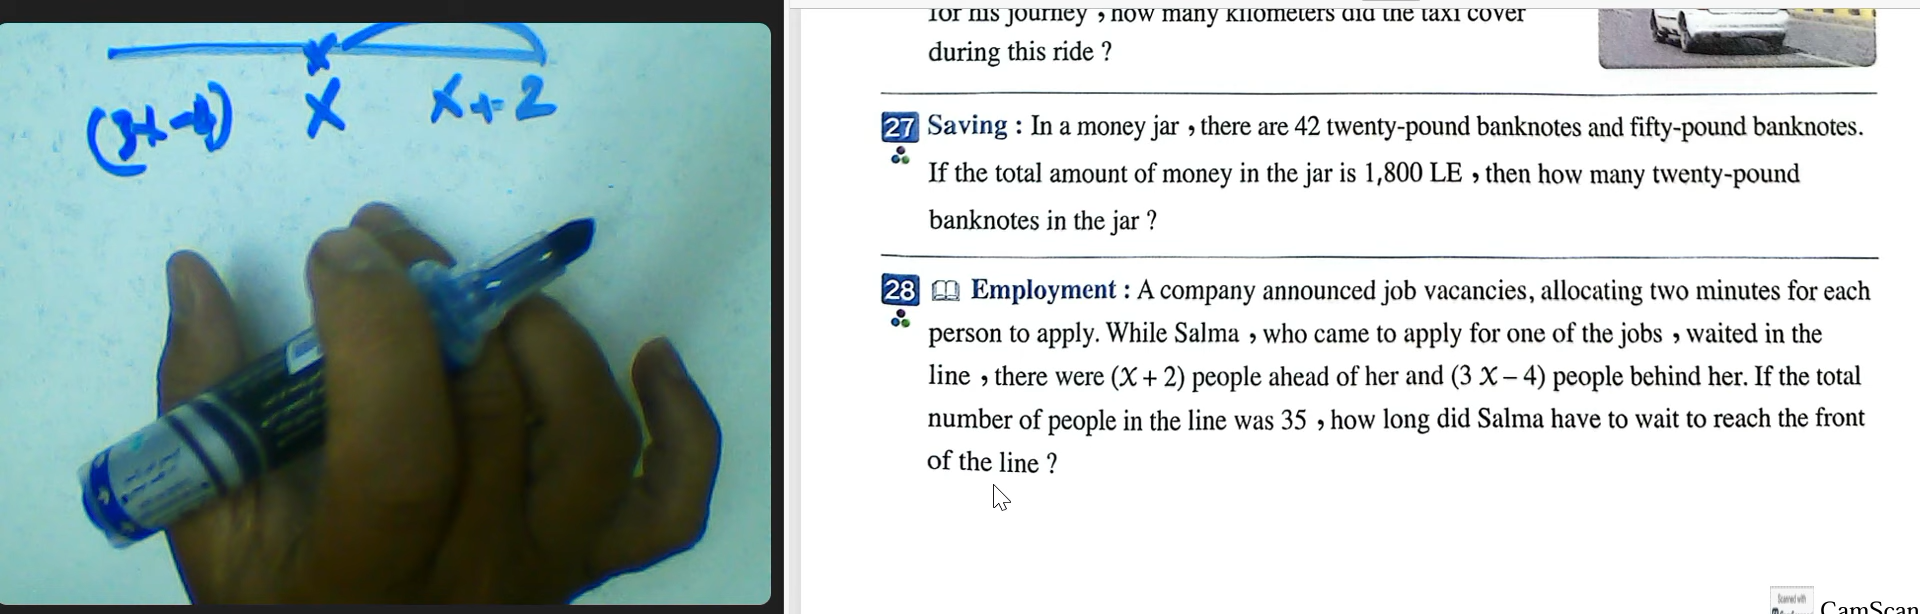 (3x-4) X X+2
for his journey , how many kilometers did the taxi cover
during this ride ?
27 Saving : In a money jar , there are 42 twenty-pound banknotes and fifty-pound banknotes.
If the total amount of money in the jar is 1,800 LE , then how many twenty-pound
banknotes in the jar ?
28 Employment : A company announced job vacancies, allocating two minutes for each
person to apply. While Salma , who came to apply for one of the jobs , waited in the
line , there were (X + 2) people ahead of her and (3 X – 4) people behind her. If the total
number of people in the line was 35 , how long did Salma have to wait to reach the front
of the line ?
Scanned with
CamScan